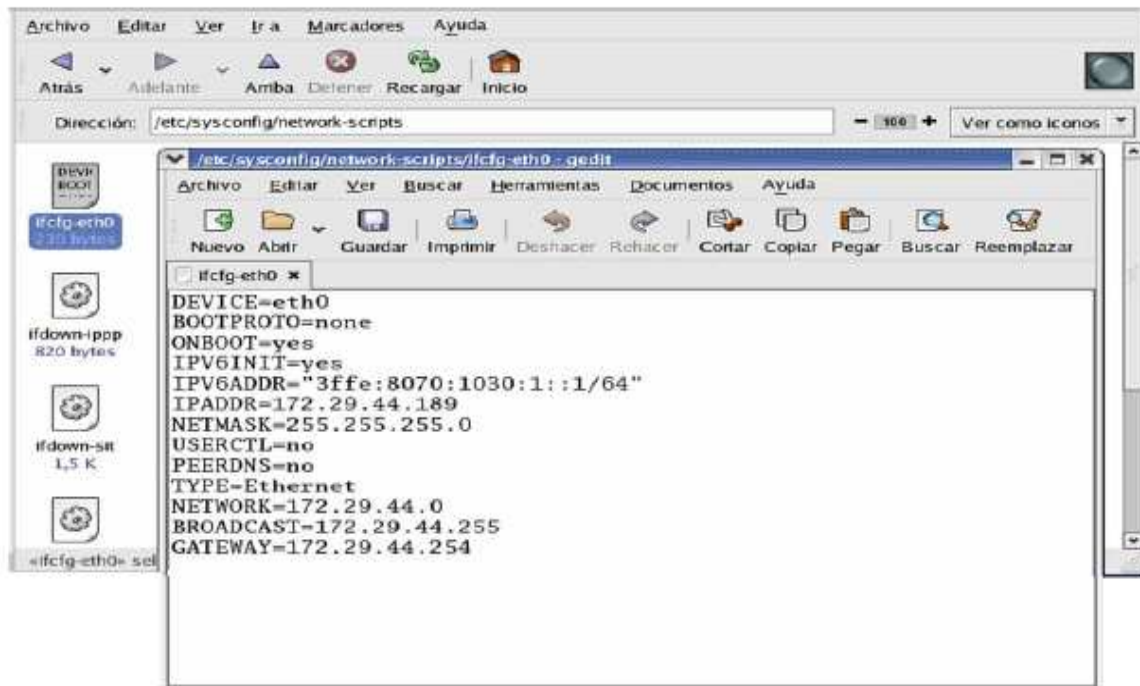 Archivo Editar Ver Ir a Marcadores Ayuda
Atrás Adelante Arriba Detener Recargar Inicio
Dirección: /etc/sysconfig/network-scripts 100 Ver como iconos
/etc/sysconfig/network-scripts/ifcfg-eth0 - gedit
Archivo Editar Ver Buscar Herramientas Documentos Ayuda
Nuevo Abrir Guardar Imprimir Deshacer Rehacer Cortar Copiar Pegar Buscar Reemplazar
ifcfg-eth0
DEVICE=eth0
BOOTPROTO=none
ONBOOT=yes
IPV6INIT=yes
IPV6ADDR="3ffe:8070:1030:1::1/64"
IPADDR=172.29.44.189
NETMASK=255.255.255.0
USERCTL=no
PEERDNS=no
TYPE=Ethernet
NETWORK=172.29.44.0
BROADCAST=172.29.44.255
GATEWAY=172.29.44.254
DEVI
BOOT
ifcfg-eth0
bytes
ifdown-ippp
820 bytes
ifdown-sit
1,5 K
«ifcfg-eth0» sel